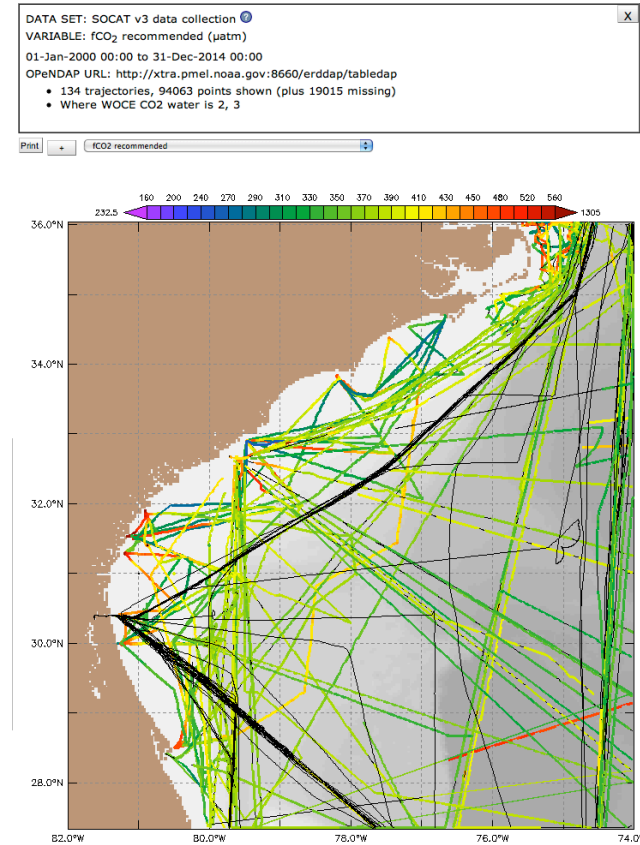 DATA SET: SOCAT v3 data collection ?
X
VARIABLE: fCO₂ recommended (µatm)
01-Jan-2000 00:00 to 31-Dec-2014 00:00
OPeNDAP URL: http://xtra.pmel.noaa.gov:8660/erddap/tabledap
• 134 trajectories, 94063 points shown (plus 19015 missing)
• Where WOCE CO2 water is 2, 3
Print + fCO2 recommended
160 200 240 270 290 310 330 350 370 390 410 430 450 480 520 560
232.5 1305
36.0°N
34.0°N
32.0°N
30.0°N
28.0°N
82.0°W 80.0°W 78.0°W 76.0°W 74.0